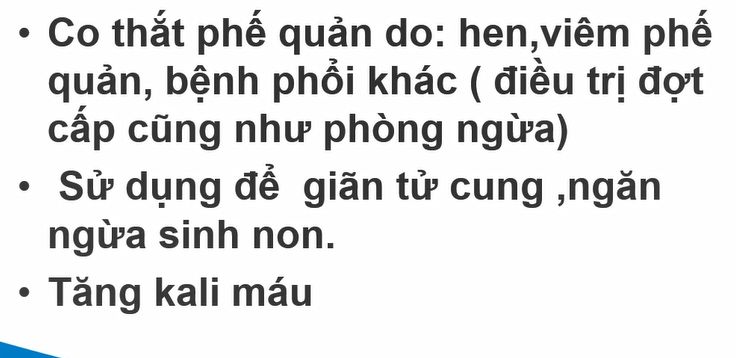 • Co thắt phế quản do: hen,viêm phế
quản, bệnh phổi khác ( điều trị đợt
cấp cũng như phòng ngừa)
• Sử dụng để  giãn tử cung ,ngăn
ngừa sinh non.
• Tăng kali máu